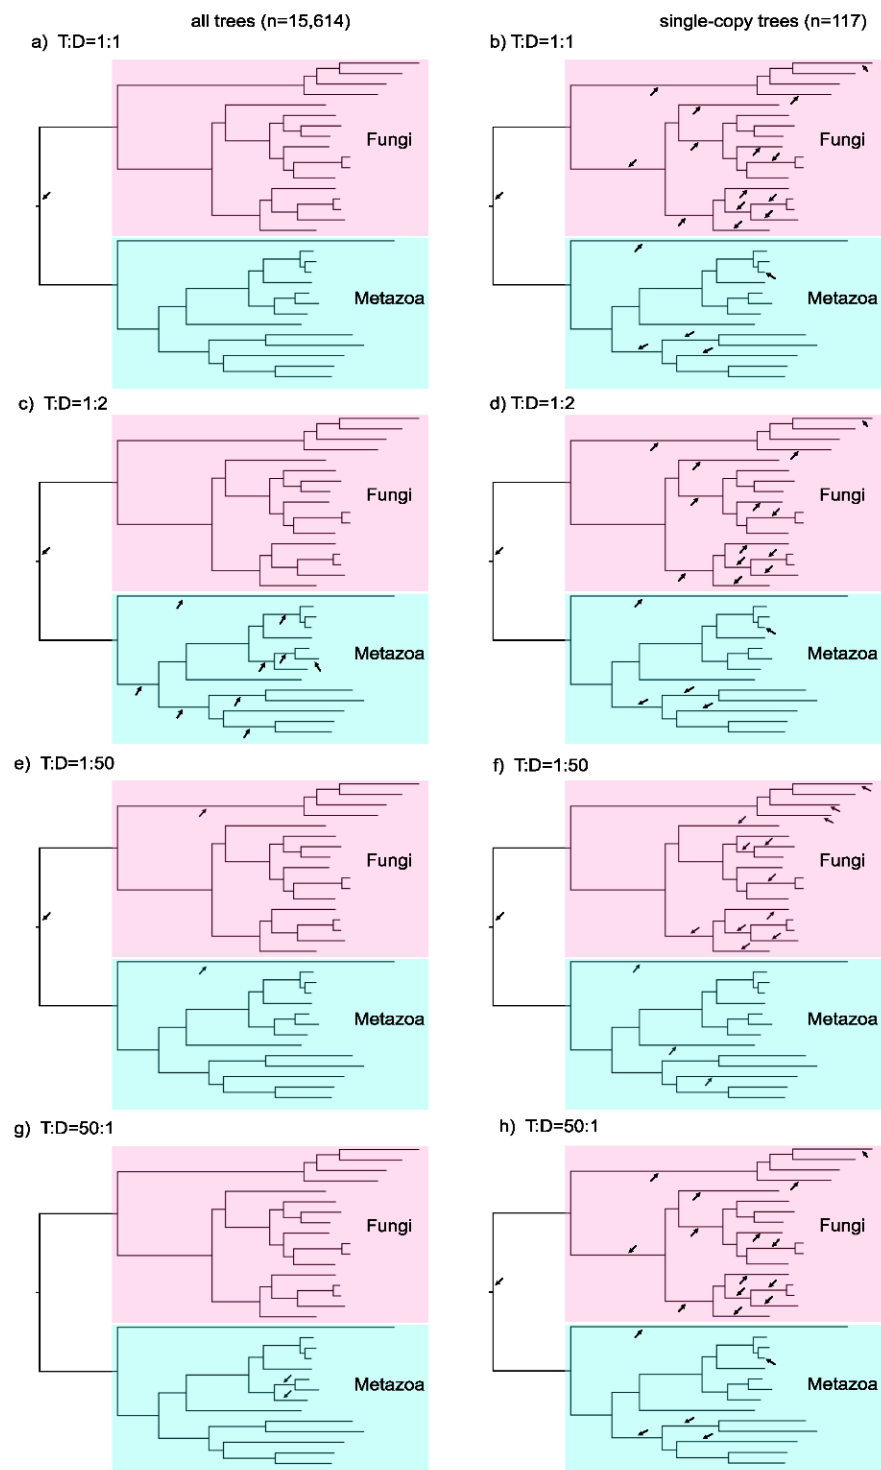 all trees (n=15,614)
single-copy trees (n=117)
a) T:D=1:1
b) T:D=1:1
Fungi
Fungi
Metazoa
Metazoa
c) T:D=1:2
d) T:D=1:2
Fungi
Fungi
Metazoa
Metazoa
e) T:D=1:50
f) T:D=1:50
Fungi
Fungi
Metazoa
Metazoa
g) T:D=50:1
h) T:D=50:1
Fungi
Fungi
Metazoa
Metazoa